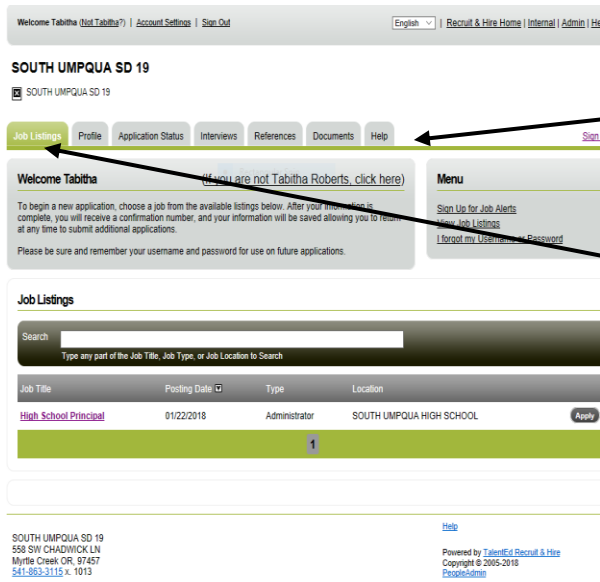 Welcome Tabitha (Not Tabitha?) | Account Settings | Sign Out
English | Recruit & Hire Home | Internal | Admin | He
SOUTH UMPQUA SD 19
SOUTH UMPQUA SD 19
Job Listings Profile Application Status Interviews References Documents Help
Sign
Welcome Tabitha (If you are not Tabitha Roberts, click here)
To begin a new application, choose a job from the available listings below. After your information is
complete, you will receive a confirmation number, and your information will be saved allowing you to return
at any time to submit additional applications.
Please be sure and remember your username and password for use on future applications.
Menu
Sign Up for Job Alerts
View Job Listings
I forgot my Username or Password
Job Listings
Search
Type any part of the Job Title, Job Type, or Job Location to Search
Job Title Posting Date Type Location
High School Principal 01/22/2018 Administrator SOUTH UMPQUA HIGH SCHOOL Apply
1
SOUTH UMPQUA SD 19
558 SW CHADWICK LN
Myrtle Creek OR, 97457
541-863-3115 x. 1013
Help
Powered by TalentEd Recruit & Hire
Copyright © 2005-2018
PeopleAdmin